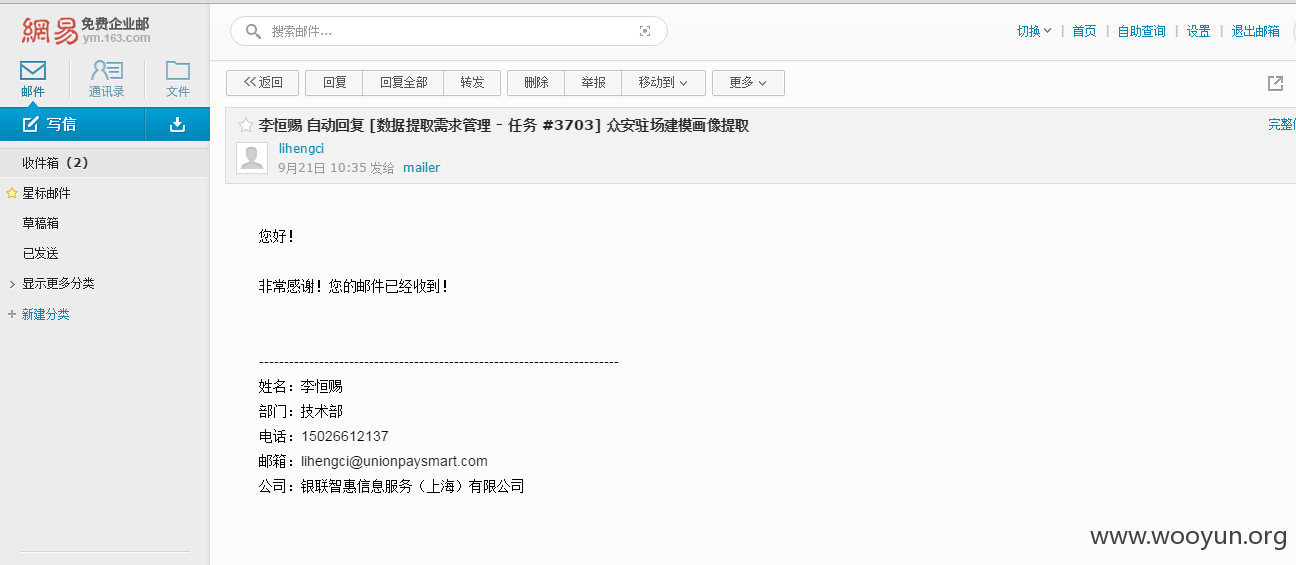 網易 免费企业邮
ym.163.com
搜索邮件...
切换 | 首页 | 自助查询 | 设置 | 退出邮箱
邮件 通讯录 文件
<<返回 回复 回复全部 转发 删除 举报 移动到 更多
写信
李恒赐 自动回复 [数据提取需求管理 - 任务 #3703] 众安驻场建模画像提取
完整
lihengci
9月21日 10:35 发给 mailer
收件箱（2）
星标邮件
草稿箱
已发送
显示更多分类
+ 新建分类
您好！
非常感谢！您的邮件已经收到！
------------------------------------------------------------------------
姓名：李恒赐
部门：技术部
电话：15026612137
邮箱：lihengci@unionpaysmart.com
公司：银联智惠信息服务（上海）有限公司
www.wooyun.org